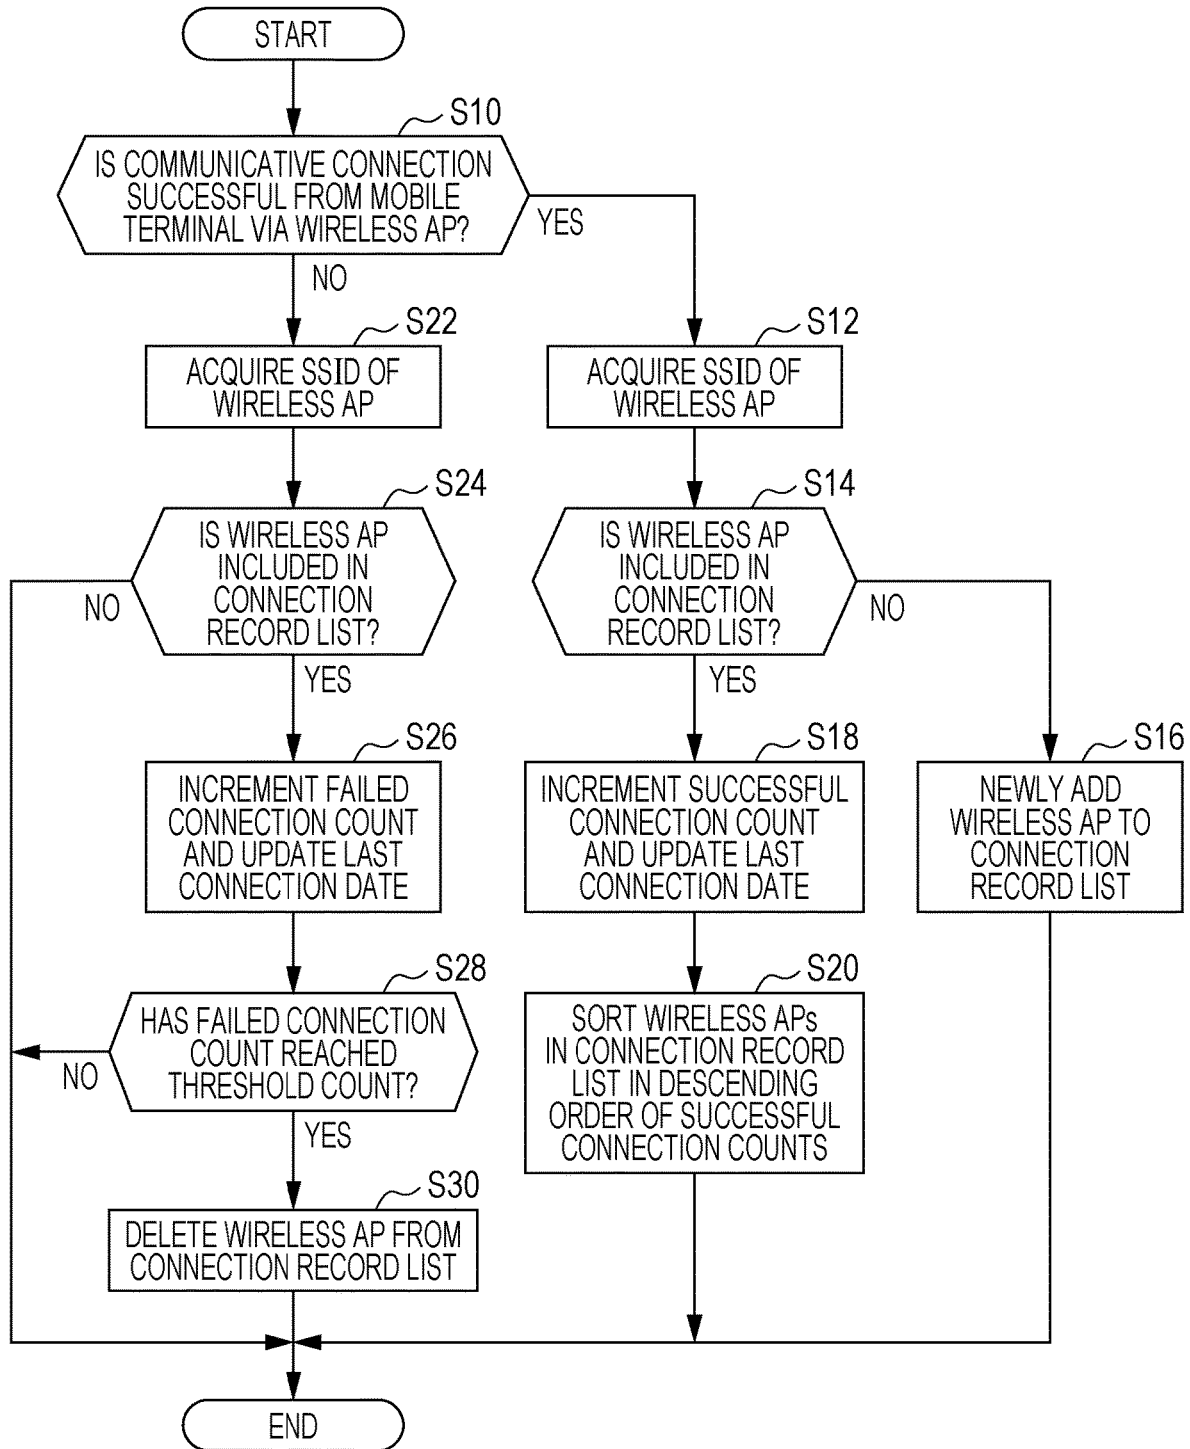 START
S10
IS COMMUNICATIVE CONNECTION
SUCCESSFUL FROM MOBILE
TERMINAL VIA WIRELESS AP?
YES
NO
S22
ACQUIRE SSID OF
WIRELESS AP
S12
ACQUIRE SSID OF
WIRELESS AP
S24
IS WIRELESS AP
INCLUDED IN
CONNECTION
RECORD LIST?
NO
YES
S14
IS WIRELESS AP
INCLUDED IN
CONNECTION
RECORD LIST?
NO
YES
S26
INCREMENT FAILED
CONNECTION COUNT
AND UPDATE LAST
CONNECTION DATE
S18
INCREMENT SUCCESSFUL
CONNECTION COUNT
AND UPDATE LAST
CONNECTION DATE
S16
NEWLY ADD
WIRELESS AP TO
CONNECTION
RECORD LIST
S28
HAS FAILED CONNECTION
COUNT REACHED
THRESHOLD COUNT?
NO
YES
S20
SORT WIRELESS APs
IN CONNECTION RECORD
LIST IN DESCENDING
ORDER OF SUCCESSFUL
CONNECTION COUNTS
S30
DELETE WIRELESS AP FROM
CONNECTION RECORD LIST
END